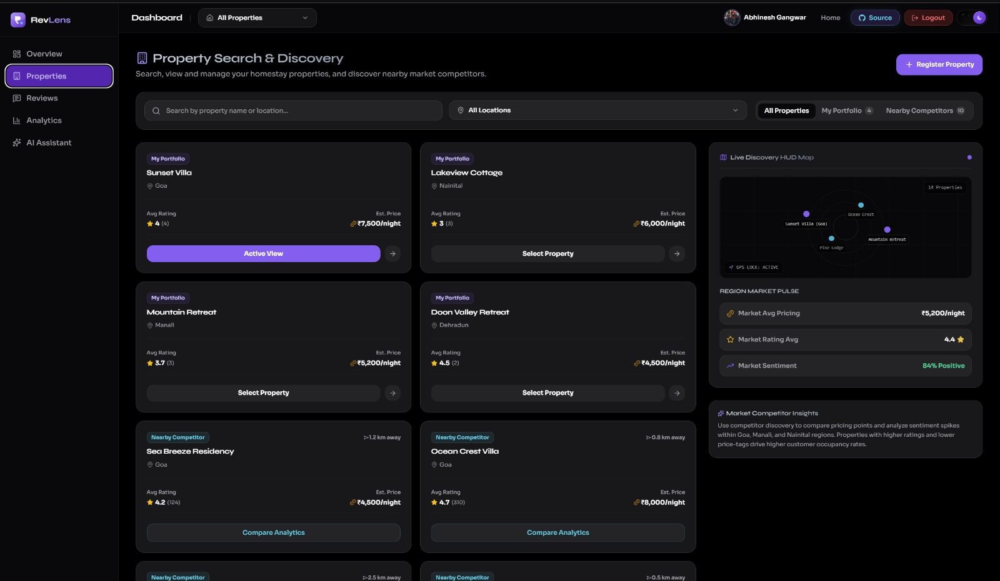 RevLens
Dashboard
All Properties
Abhinesh Gangwar
Home
Source
Logout
Overview
Properties
Reviews
Analytics
AI Assistant
Property Search & Discovery
Search, view and manage your homestay properties, and discover nearby market competitors.
+ Register Property
Search by property name or location...
All Locations
All Properties
My Portfolio 4
Nearby Competitors 10
My Portfolio
Sunset Villa
Goa
Avg Rating
Est. Price
4 (4)
₹7,500/night
Active View
My Portfolio
Lakeview Cottage
Nainital
Avg Rating
Est. Price
3 (3)
₹6,000/night
Select Property
My Portfolio
Mountain Retreat
Manali
Avg Rating
Est. Price
3.7 (3)
₹5,200/night
Select Property
My Portfolio
Doon Valley Retreat
Dehradun
Avg Rating
Est. Price
4.5 (2)
₹4,500/night
Select Property
Nearby Competitor
1.2 km away
Sea Breeze Residency
Goa
Avg Rating
Est. Price
4.2 (124)
₹4,500/night
Compare Analytics
Nearby Competitor
0.8 km away
Ocean Crest Villa
Goa
Avg Rating
Est. Price
4.7 (310)
₹8,000/night
Compare Analytics
Nearby Competitor
2.5 km away
Nearby Competitor
0.5 km away
Live Discovery HUD Map
14 Properties
Ocean Crest
Sunset Villa (Goa)
Mountain Retreat
Pine Lodge
GPS LOCK: ACTIVE
REGION MARKET PULSE
Market Avg Pricing
₹5,200/night
Market Rating Avg
4.4
Market Sentiment
84% Positive
Market Competitor Insights
Use competitor discovery to compare pricing points and analyze sentiment spikes
within Goa, Manali, and Nainital regions. Properties with higher ratings and lower
price-tags drive higher customer occupancy rates.